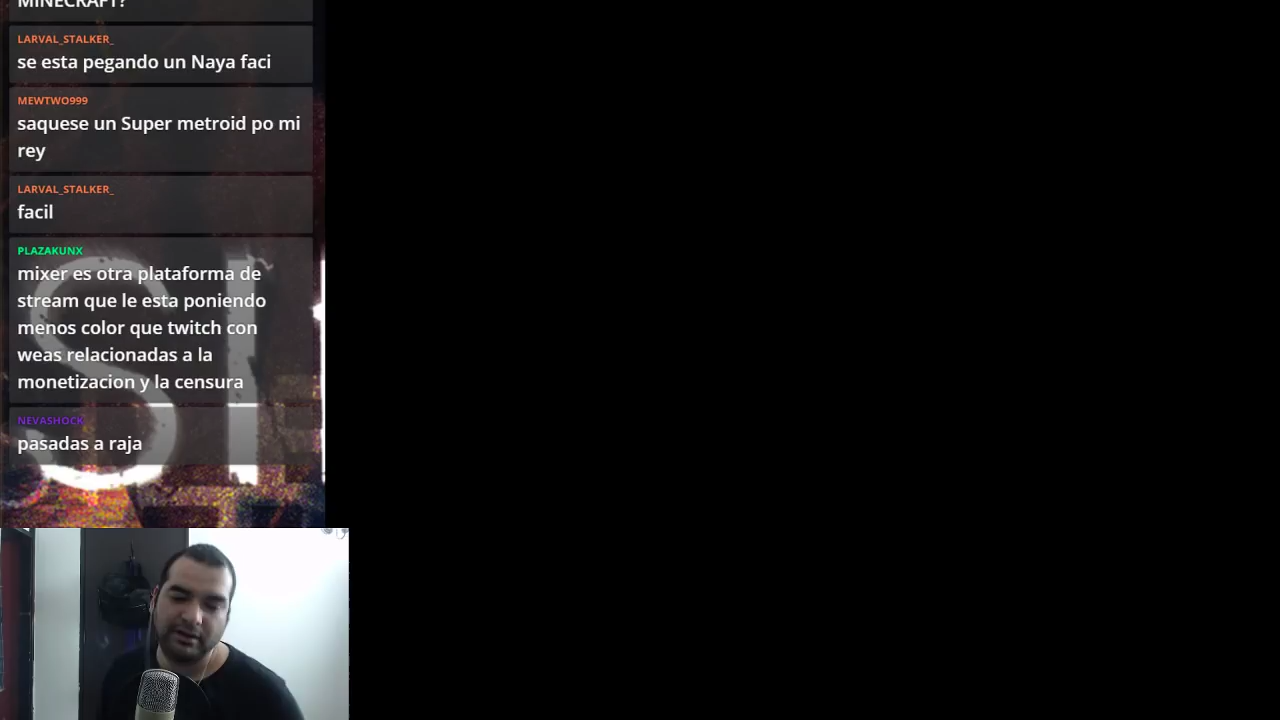 MINECRAFT?
LARVAL_STALKER_
se esta pegando un Naya faci
MEWTWO999
saquese un Super metroid po mi
rey
LARVAL_STALKER_
facil
PLAZAKUNX
mixer es otra plataforma de
stream que le esta poniendo
menos color que twitch con
weas relacionadas a la
monetizacion y la censura
NEVASHOCK
pasadas a raja